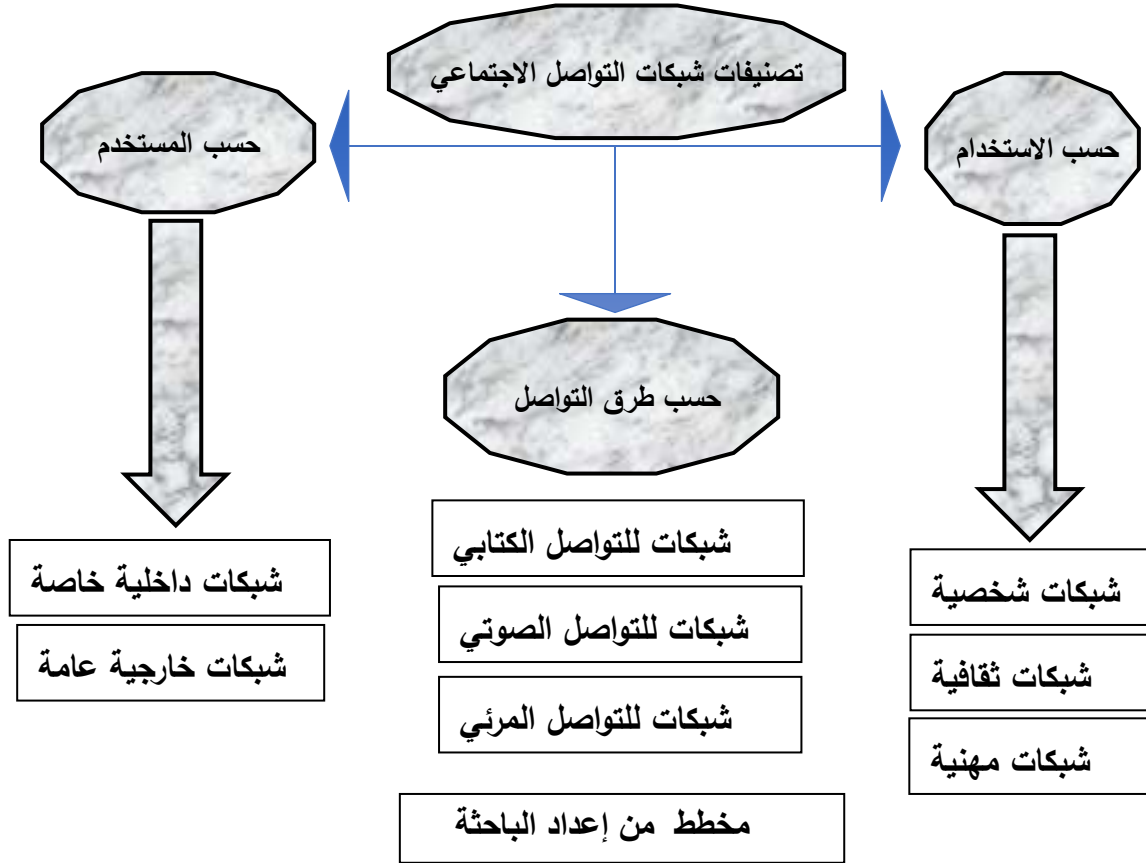 تصنيفات شبكات التواصل الاجتماعي
حسب الاستخدام
حسب المستخدم
حسب طرق التواصل
شبكات شخصية
شبكات ثقافية
شبكات مهنية
شبكات للتواصل الكتابي
شبكات للتواصل الصوتي
شبكات للتواصل المرئي
شبكات داخلية خاصة
شبكات خارجية عامة
مخطط من إعداد الباحثة